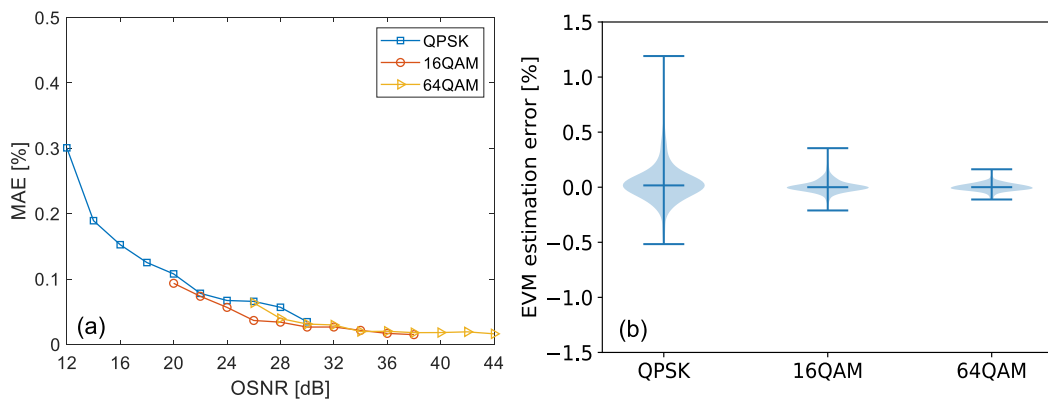 0.5
0.4
0.3
0.2
0.1
0
MAE [%]
QPSK
16QAM
64QAM
(a)
12
16
20
24
28
32
36
40
44
OSNR [dB]
1.5
1.0
0.5
0.0
−0.5
−1.0
−1.5
EVM estimation error [%]
(b)
QPSK
16QAM
64QAM